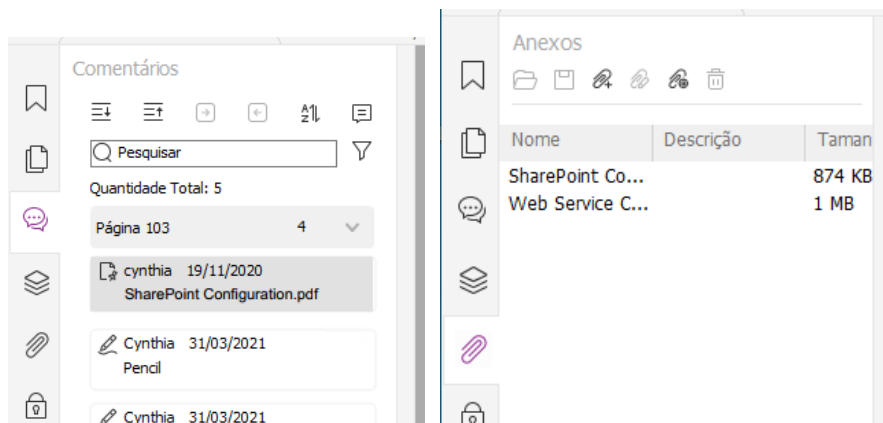 Comentários
Pesquisar
Quantidade Total: 5
Página 103 4
cynthia 19/11/2020
SharePoint Configuration.pdf
Cynthia 31/03/2021
Pencil
Cynthia 31/03/2021
Anexos
Nome Descrição Taman
SharePoint Co... 874 KB
Web Service C... 1 MB